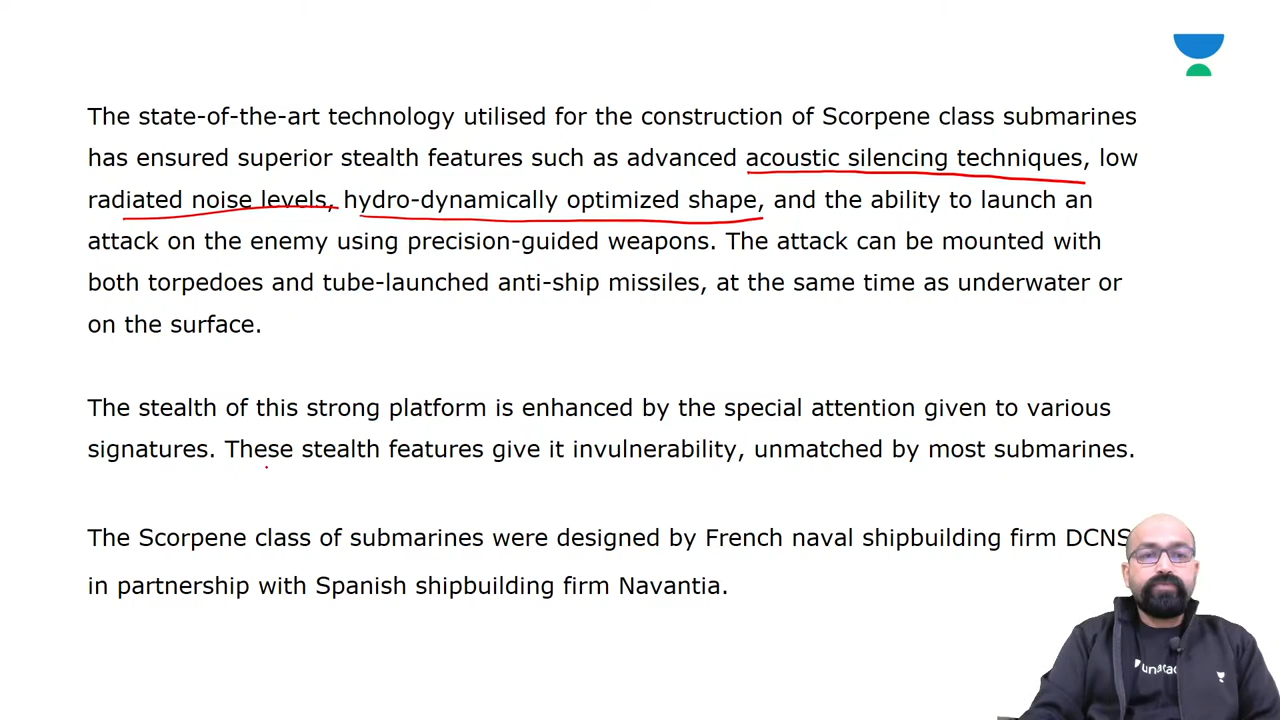 The state-of-the-art technology utilised for the construction of Scorpene class submarines
has ensured superior stealth features such as advanced acoustic silencing techniques, low
radiated noise levels, hydro-dynamically optimized shape, and the ability to launch an
attack on the enemy using precision-guided weapons. The attack can be mounted with
both torpedoes and tube-launched anti-ship missiles, at the same time as underwater or
on the surface.
The stealth of this strong platform is enhanced by the special attention given to various
signatures. These stealth features give it invulnerability, unmatched by most submarines.
The Scorpene class of submarines were designed by French naval shipbuilding firm DCNS
in partnership with Spanish shipbuilding firm Navantia.